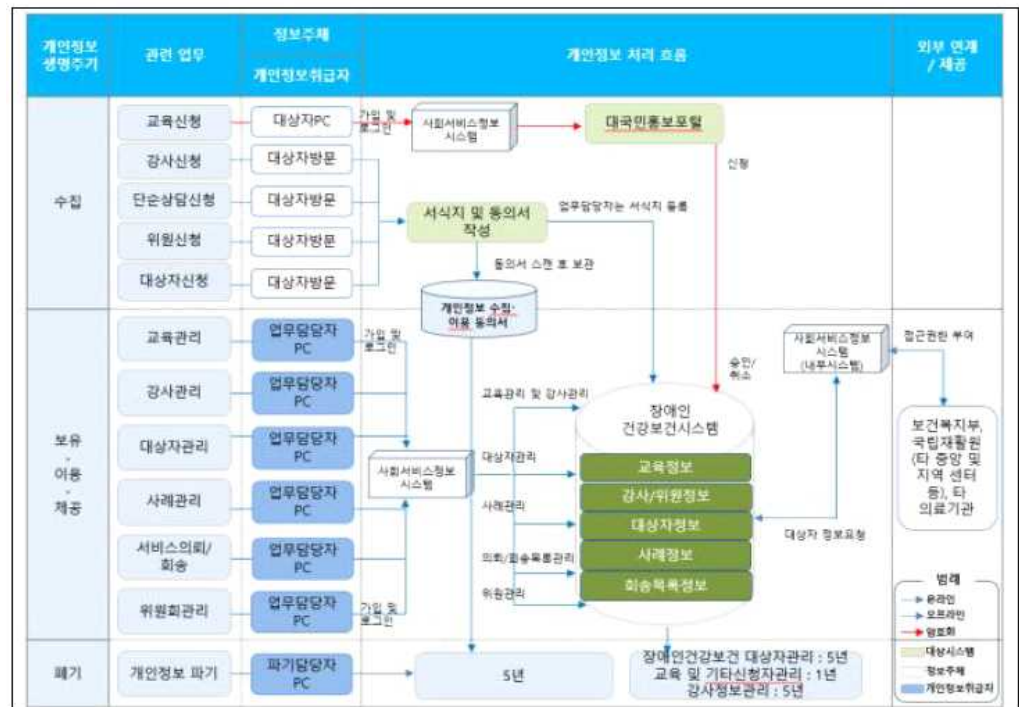 개인정보
생명주기
관련 업무
정보주체
개인정보취급자
개인정보 처리 흐름
외부 연계
/ 제공
수집
교육신청
대상자PC
가입 및
로그인
사회서비스정보
시스템
대국민홍보포털
강사신청
대상자방문
신청
단순상담신청
대상자방문
서식지 및 동의서
작성
업무담당자는 서식지 등록
위원신청
대상자방문
동의서 스캔 후 보관
대상자신청
대상자방문
개인정보 수집·
이용 동의서
보유
-
이용
-
제공
교육관리
업무담당자
PC
가입 및
로그인
사회서비스정보
시스템
(내부시스템)
접근권한 부여
승인/
취소
강사관리
업무담당자
PC
교육관리 및 강사관리
장애인
건강보건시스템
보건복지부,
국립재활원
(타 중앙 및
지역 센터
등), 타
의료기관
대상자관리
업무담당자
PC
사회서비스정보
시스템
대상자관리
교육정보
사례관리
업무담당자
PC
사례관리
강사/위원정보
대상자정보
대상자 정보요청
서비스의뢰/
회송
업무담당자
PC
의뢰/회송목록관리
사례정보
위원회관리
업무담당자
PC
가입 및
로그인
위원관리
회송목록정보
범례
온라인
오프라인
암호화
대상시스템
정보주체
개인정보취급자
폐기
개인정보 파기
파기담당자
PC
5년
장애인건강보건 대상자관리 : 5년
교육 및 기타신청자관리 : 1년
강사정보관리 : 5년